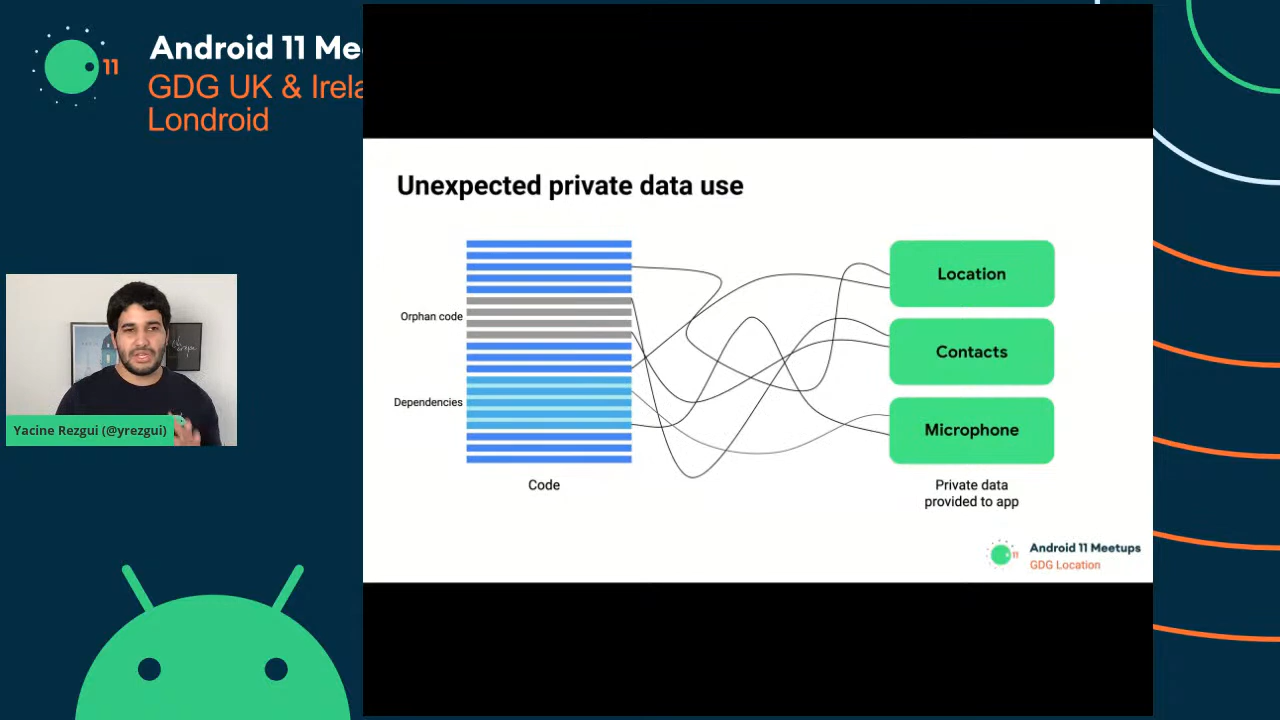 Android 11 Me
GDG UK & Irela
Londroid
11
Unexpected private data use
Orphan code
Dependencies
Code
Location
Contacts
Microphone
Private data
provided to app
Yacine Rezgui (@yrezgui)
11
Android 11 Meetups
GDG Location